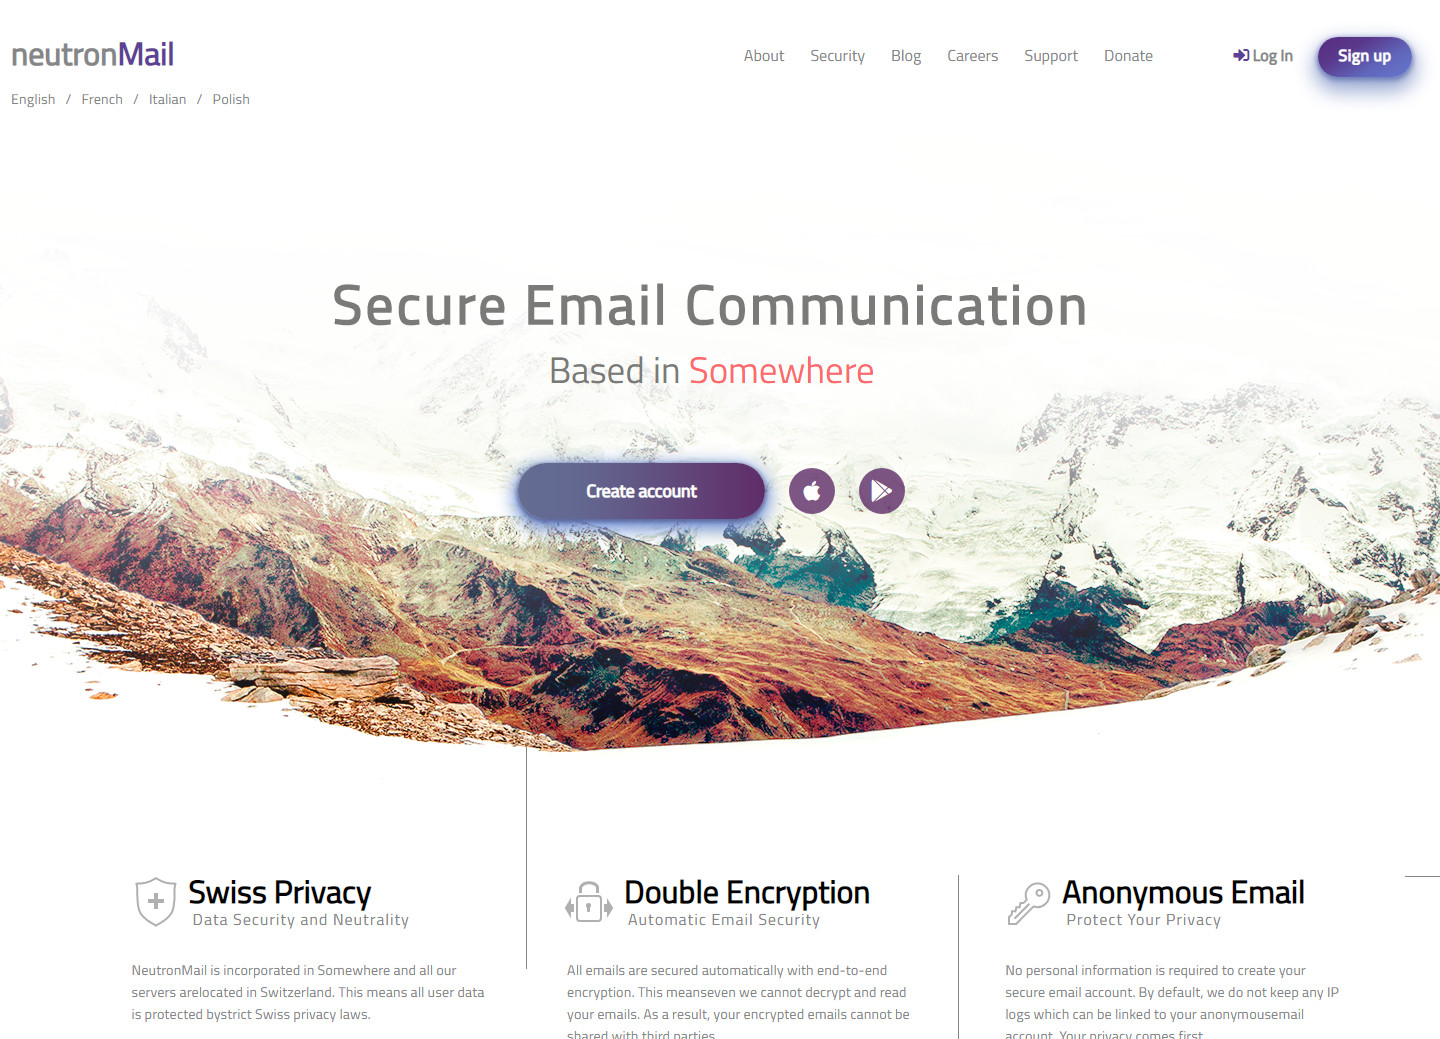 neutronMail
About Security Blog Careers Support Donate Log In Sign up
English / French / Italian / Polish
Secure Email Communication
Based in Somewhere
Create account
Swiss Privacy
Data Security and Neutrality
NeutronMail is incorporated in Somewhere and all our
servers arelocated in Switzerland. This means all user data
is protected bystrict Swiss privacy laws.
Double Encryption
Automatic Email Security
All emails are secured automatically with end-to-end
encryption. This meanseven we cannot decrypt and read
your emails. As a result, your encrypted emails cannot be
shared with third parties.
Anonymous Email
Protect Your Privacy
No personal information is required to create your
secure email account. By default, we do not keep any IP
logs which can be linked to your anonymousemail
account. Your privacy comes first.